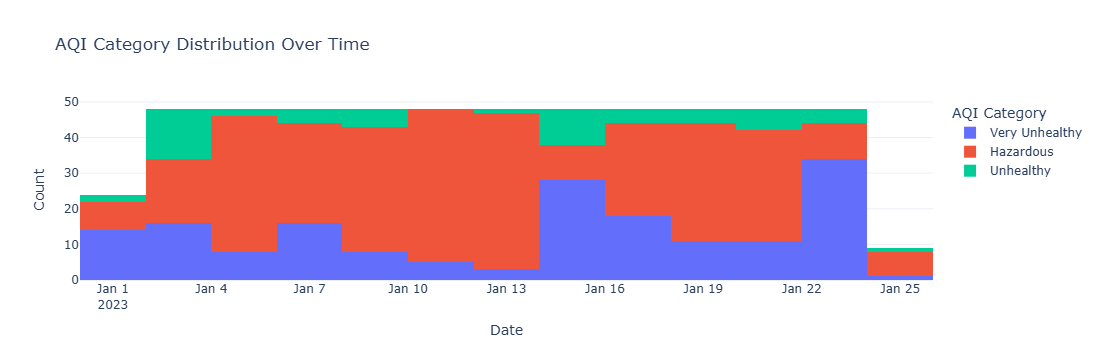 AQI Category Distribution Over Time
50
40
30
20
10
0
Count
Jan 1
2023
Jan 4
Jan 7
Jan 10
Jan 13
Jan 16
Jan 19
Jan 22
Jan 25
Date
AQI Category
Very Unhealthy
Hazardous
Unhealthy